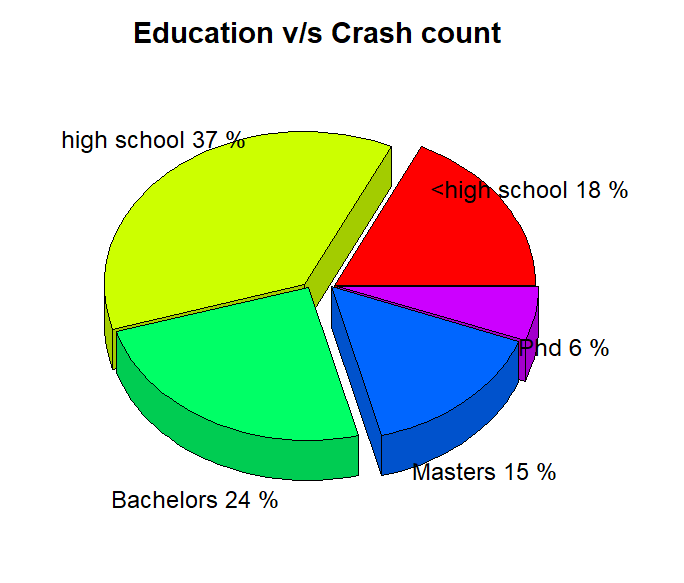 Education v/s Crash count
high school 37 %
<high school 18 %
Phd 6 %
Masters 15 %
Bachelors 24 %